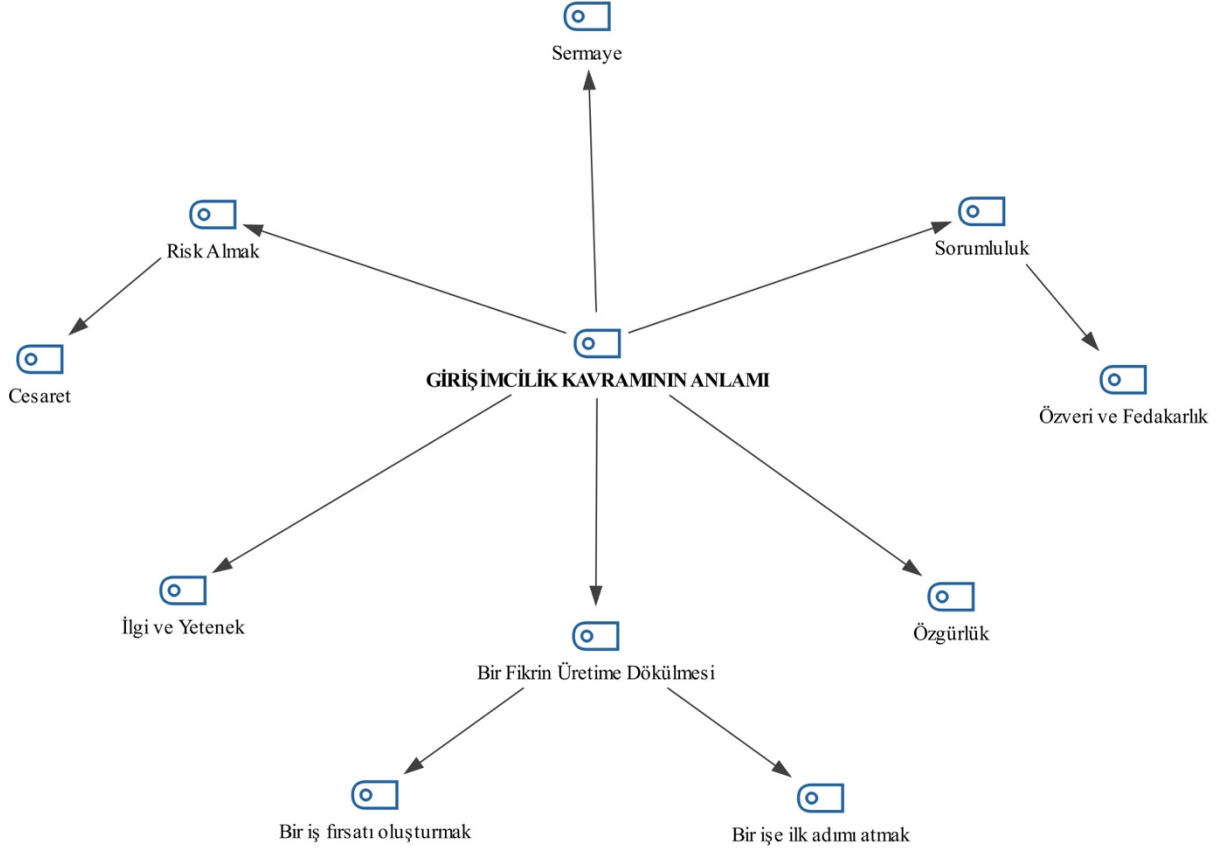 Sermaye
Risk Almak
Sorumluluk
GİRİŞİMCİLİK KAVRAMININ ANLAMI
Cesaret
Özveri ve Fedakarlık
İlgi ve Yetenek
Özgürlük
Bir Fikrin Üretime Dökülmesi
Bir iş fırsatı oluşturmak
Bir işe ilk adımı atmak